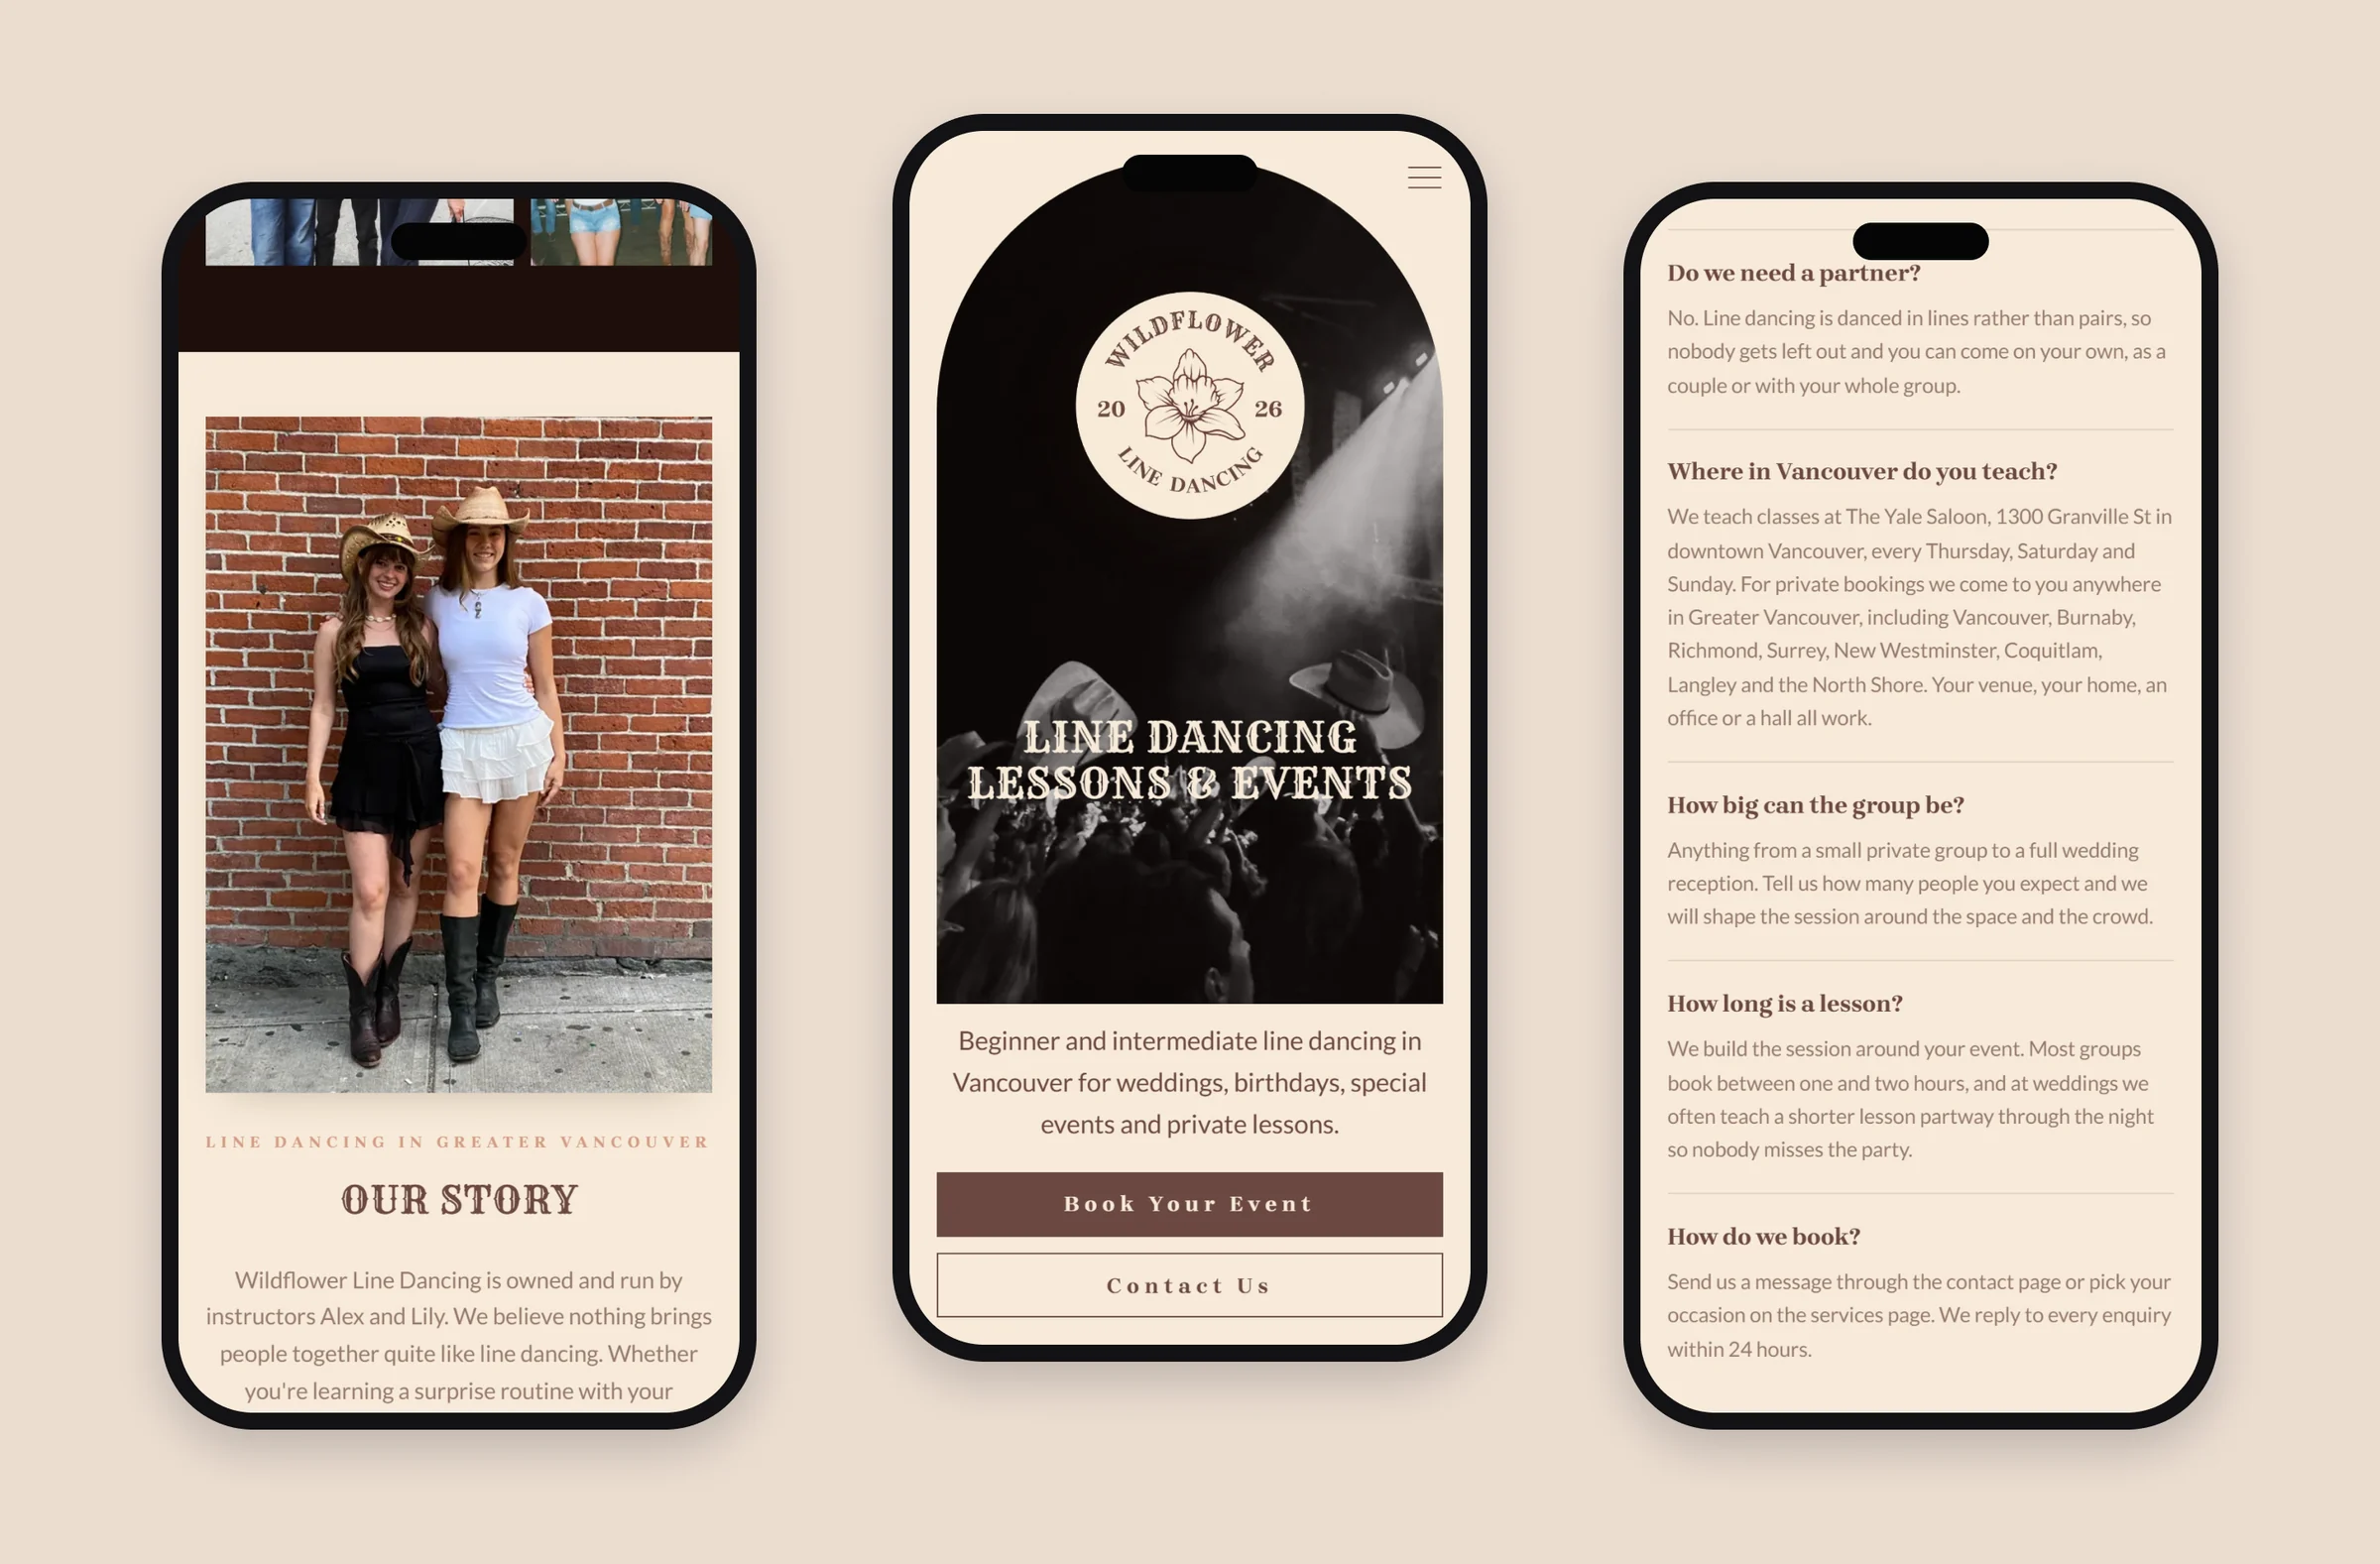 LINE DANCING IN GREATER VANCOUVER
OUR STORY
Wildflower Line Dancing is owned and run by
instructors Alex and Lily. We believe nothing brings
people together quite like line dancing. Whether
you're learning a surprise routine with your
WILDFLOWER
20 26
LINE DANCING
LINE DANCING
LESSONS & EVENTS
Beginner and intermediate line dancing in
Vancouver for weddings, birthdays, special
events and private lessons.
Book Your Event
Contact Us
Do we need a partner?
No. Line dancing is danced in lines rather than pairs, so
nobody gets left out and you can come on your own, as a
couple or with your whole group.
Where in Vancouver do you teach?
We teach classes at The Yale Saloon, 1300 Granville St in
downtown Vancouver, every Thursday, Saturday and
Sunday. For private bookings we come to you anywhere
in Greater Vancouver, including Vancouver, Burnaby,
Richmond, Surrey, New Westminster, Coquitlam,
Langley and the North Shore. Your venue, your home, an
office or a hall all work.
How big can the group be?
Anything from a small private group to a full wedding
reception. Tell us how many people you expect and we
will shape the session around the space and the crowd.
How long is a lesson?
We build the session around your event. Most groups
book between one and two hours, and at weddings we
often teach a shorter lesson partway through the night
so nobody misses the party.
How do we book?
Send us a message through the contact page or pick your
occasion on the services page. We reply to every enquiry
within 24 hours.